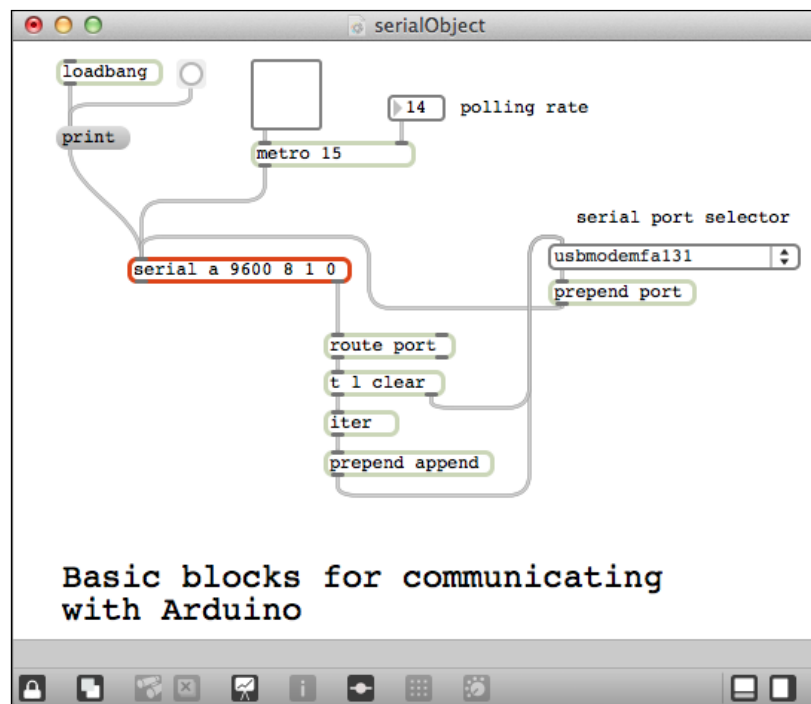 serialObject
loadbang
14 polling rate
print
metro 15
serial port selector
usbmodemfa131
serial a 9600 8 1 0
prepend port
route port
t l clear
iter
prepend append
Basic blocks for communicating
with Arduino